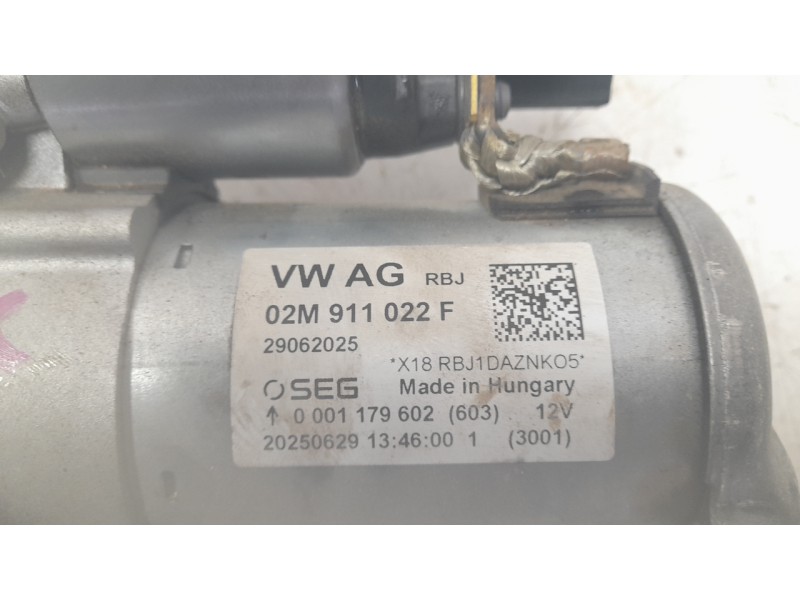 VW AG RBJ
02M 911 022 F
29062025
*X18 RBJ1DAZNKO5*
SEG Made in Hungary
↑ 0 001 179 602 (603) 12V
20250629 13:46:00 1 (3001)